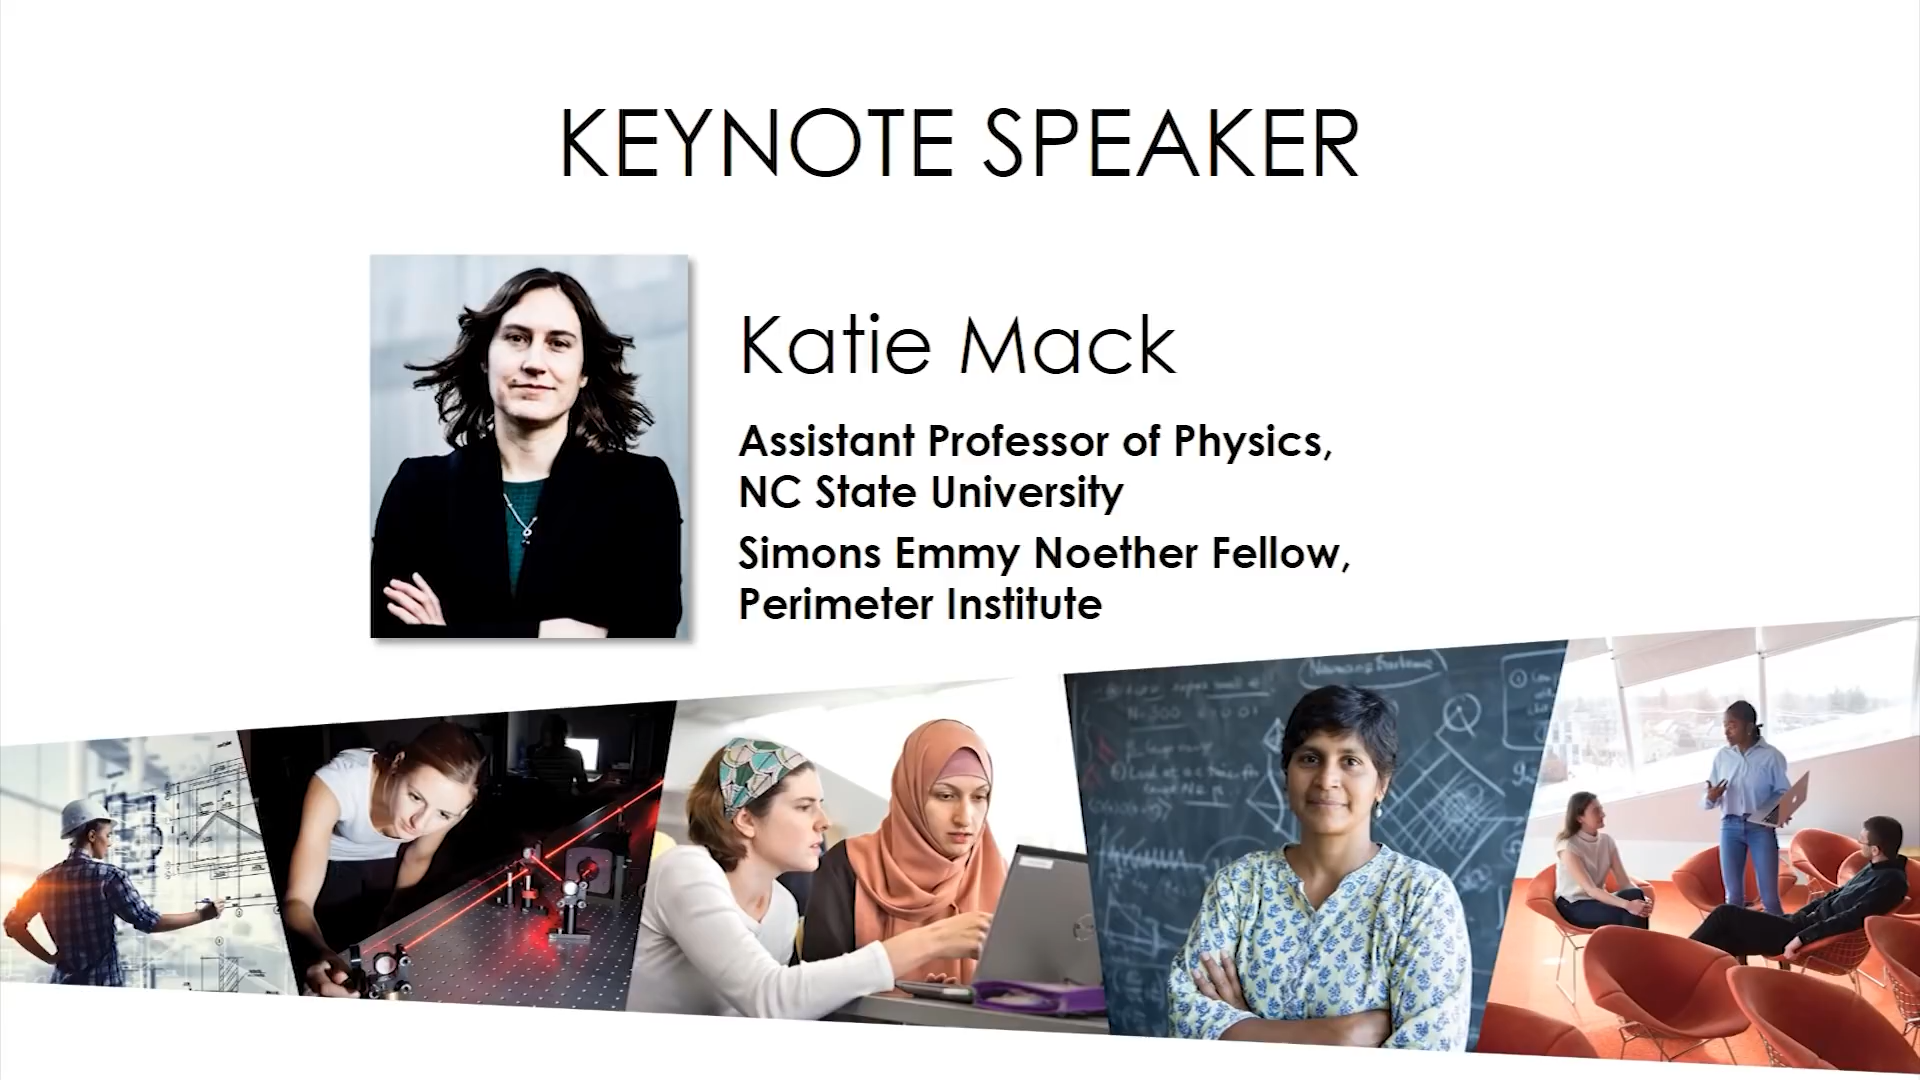 KEYNOTE SPEAKER
Katie Mack
Assistant Professor of Physics,
NC State University
Simons Emmy Noether Fellow,
Perimeter Institute